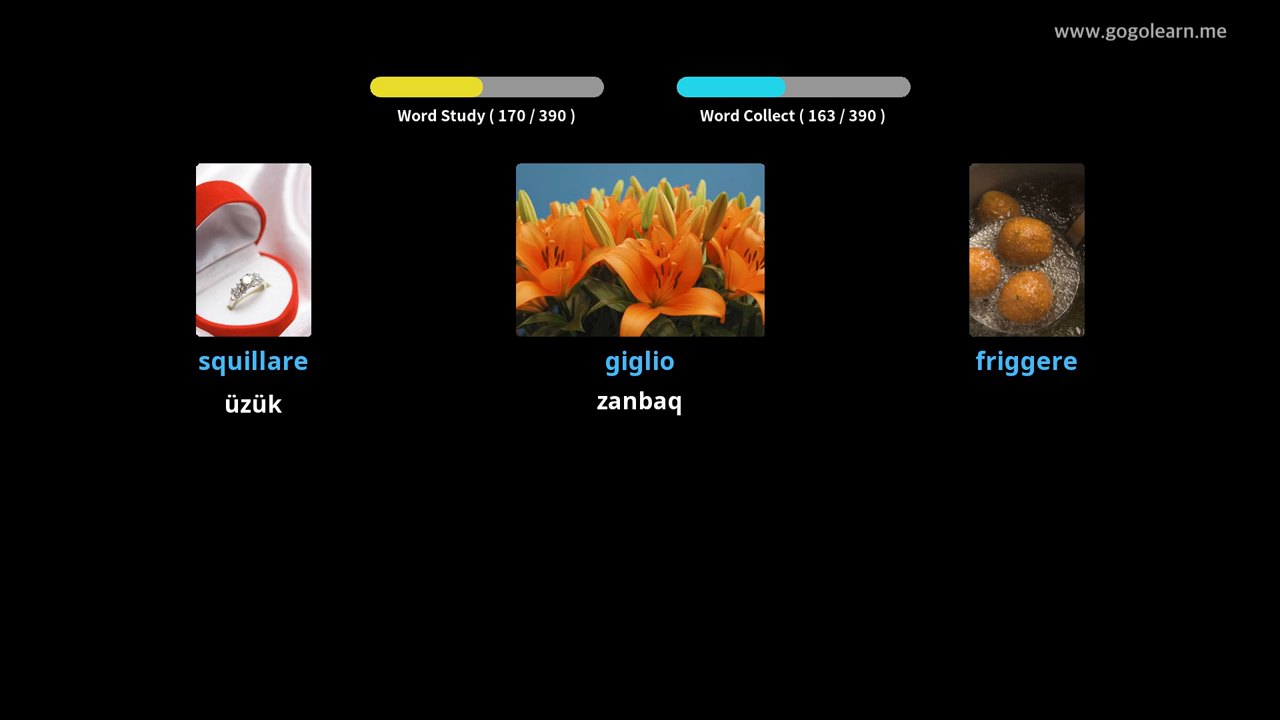 www.gogolearn.me
Word Study ( 170 / 390 )
Word Collect ( 163 / 390 )
squillare
giglio
friggere
üzük
zanbaq